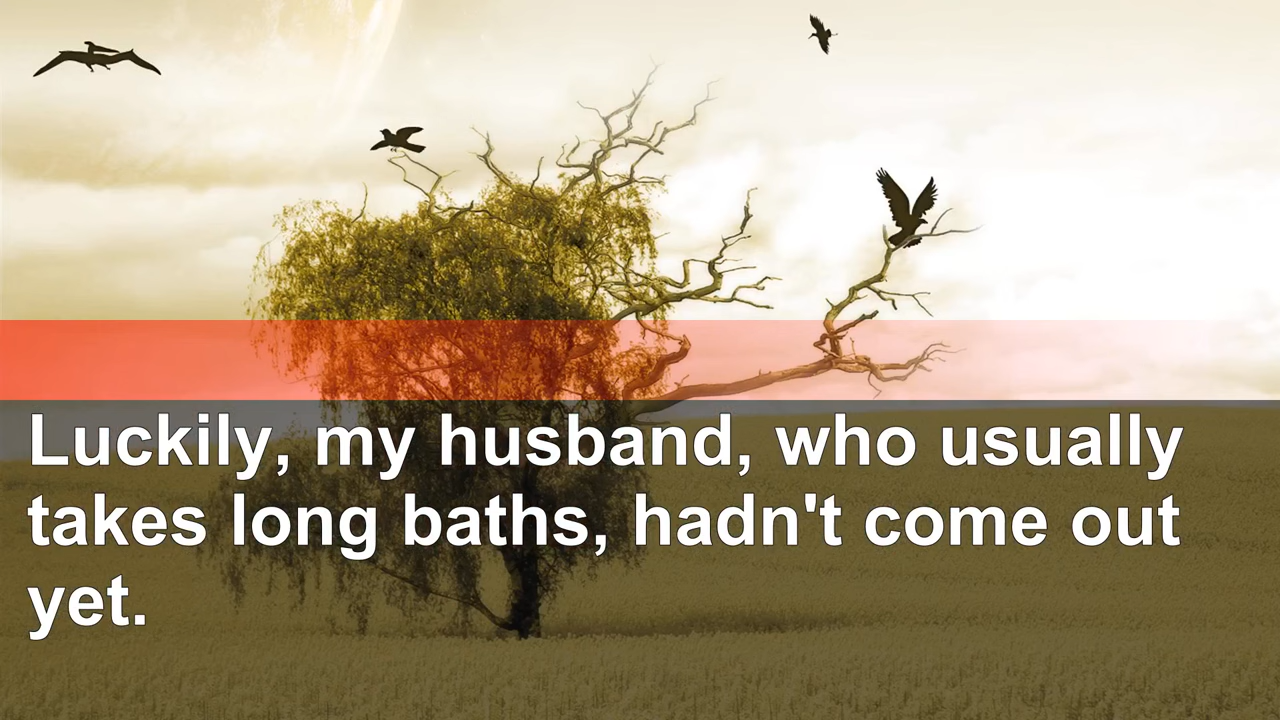 Luckily, my husband, who usually
takes long baths, hadn't come out
yet.